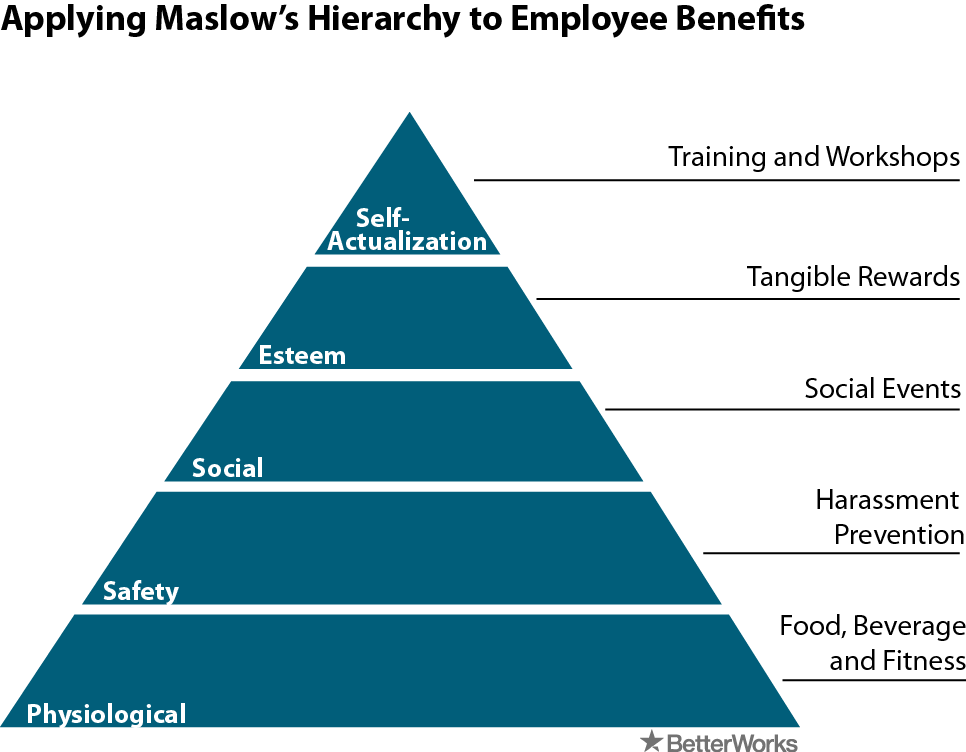 Applying Maslow's Hierarchy to Employee Benefits
Training and Workshops
Self-
Actualization
Tangible Rewards
Esteem
Social Events
Social
Harassment
Prevention
Safety
Food, Beverage
and Fitness
Physiological
BetterWorks